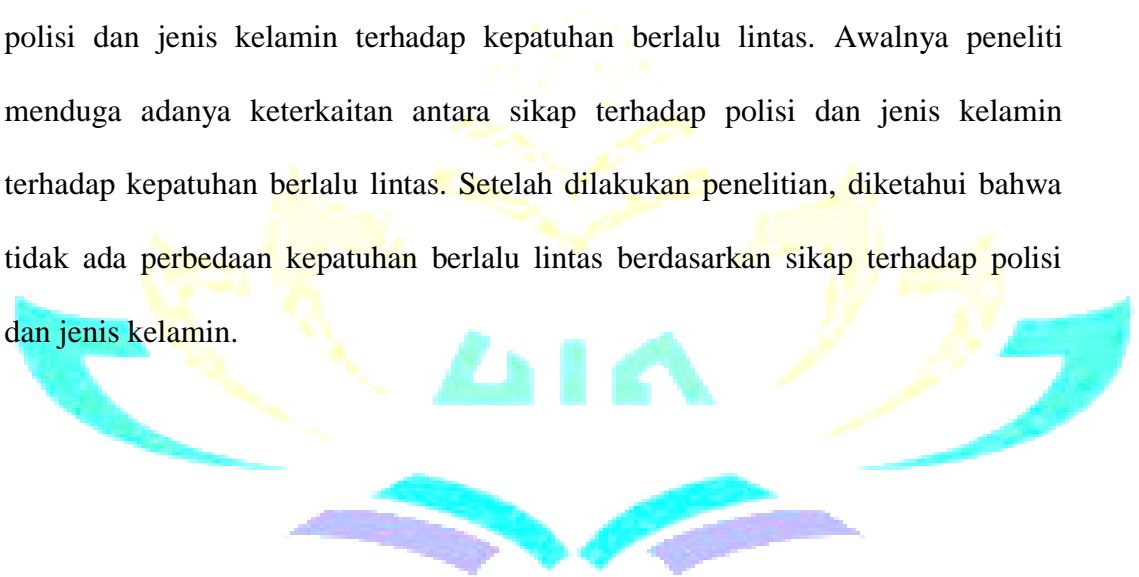 polisi dan jenis kelamin terhadap kepatuhan berlalu lintas. Awalnya peneliti
menduga adanya keterkaitan antara sikap terhadap polisi dan jenis kelamin
terhadap kepatuhan berlalu lintas. Setelah dilakukan penelitian, diketahui bahwa
tidak ada perbedaan kepatuhan berlalu lintas berdasarkan sikap terhadap polisi
dan jenis kelamin.